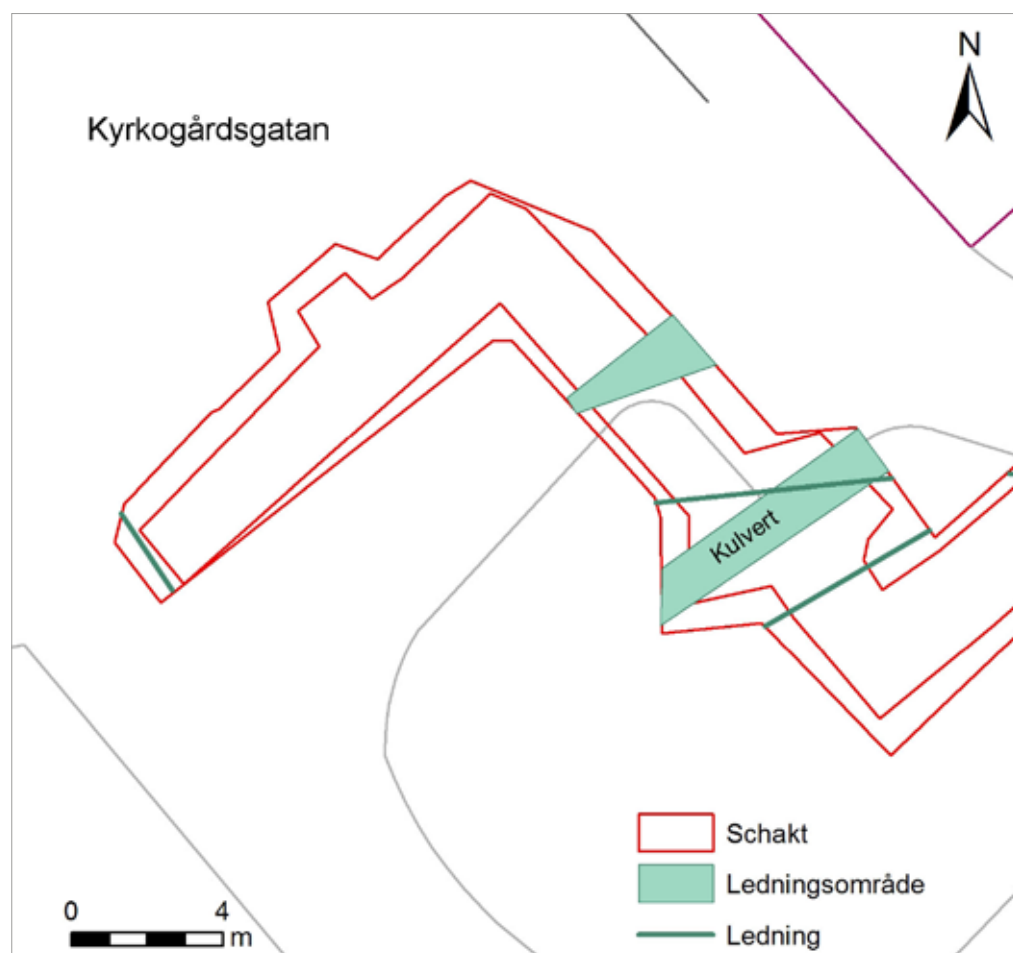 N
Kyrkogårdsgatan
Kulvert
Schakt
Ledningsområde
Ledning
0 4
m